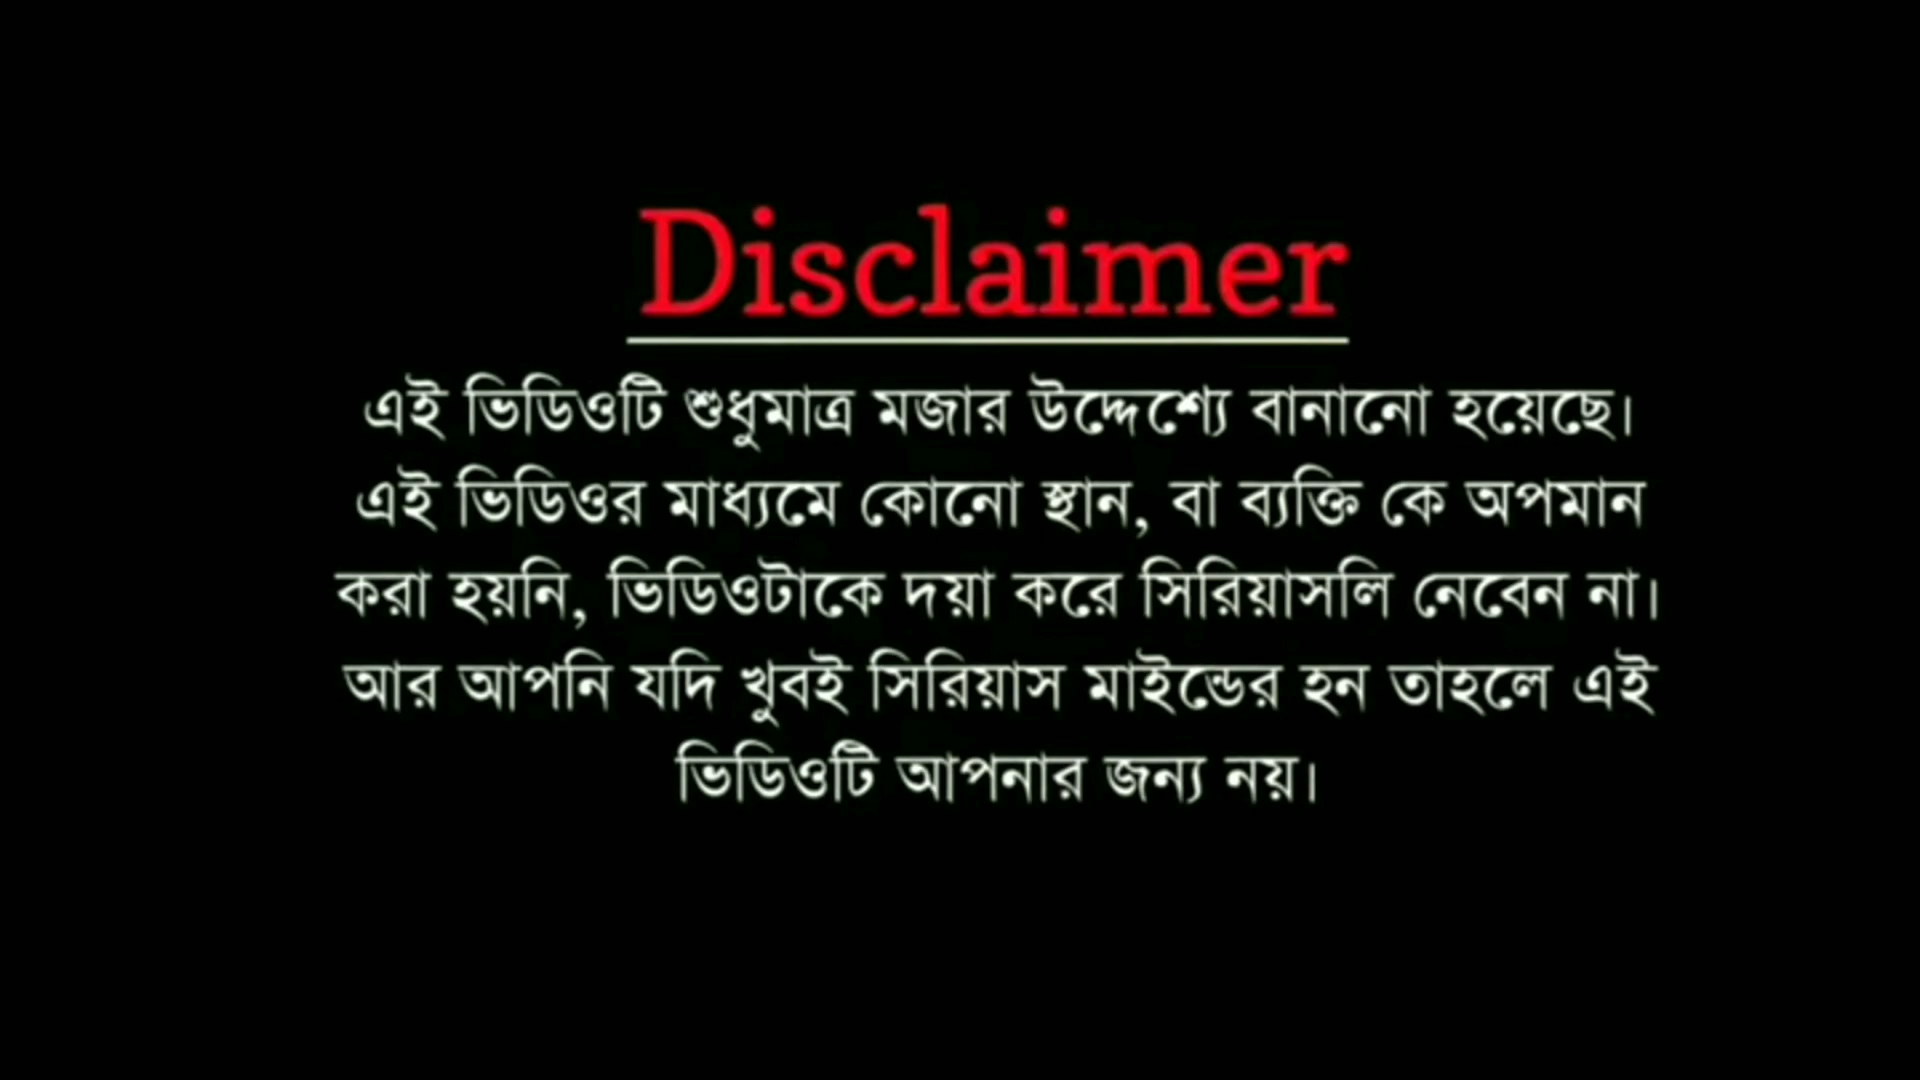 Disclaimer
এই ভিডিওটি শুধুমাত্র মজার উদ্দেশ্যে বানানো হয়েছে।
এই ভিডিওর মাধ্যমে কোনো স্থান, বা ব্যক্তি কে অপমান
করা হয়নি, ভিডিওটাকে দয়া করে সিরিয়াসলি নেবেন না।
আর আপনি যদি খুবই সিরিয়াস মাইন্ডের হন তাহলে এই
ভিডিওটি আপনার জন্য নয়।